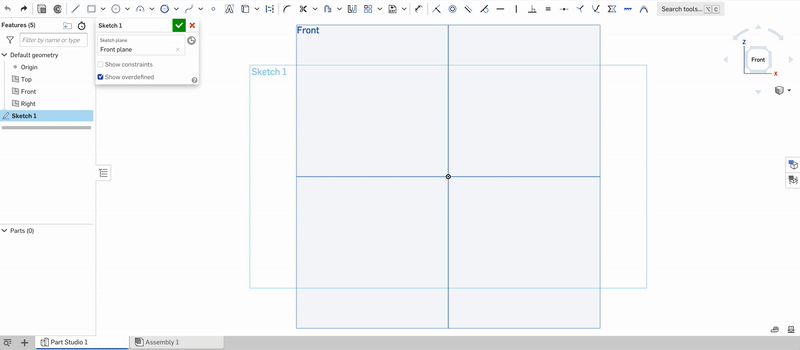 Search tools... ⌥ C
Features (5)
Filter by name or type
Default geometry
Origin
Top
Front
Right
Sketch 1
Parts (0)
Sketch 1
Sketch plane
Front plane
Show constraints
Show overdefined
Front
Sketch 1
Z
Front
X
Part Studio 1
Assembly 1